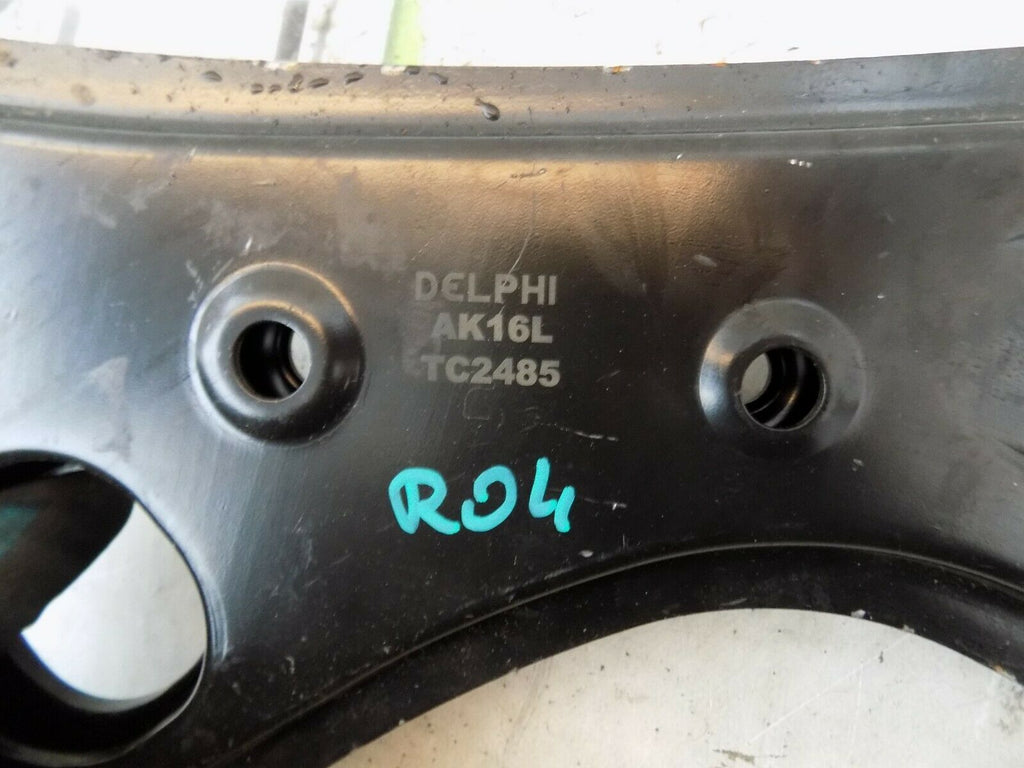 DELPHI
AK16L
TC2485
R04